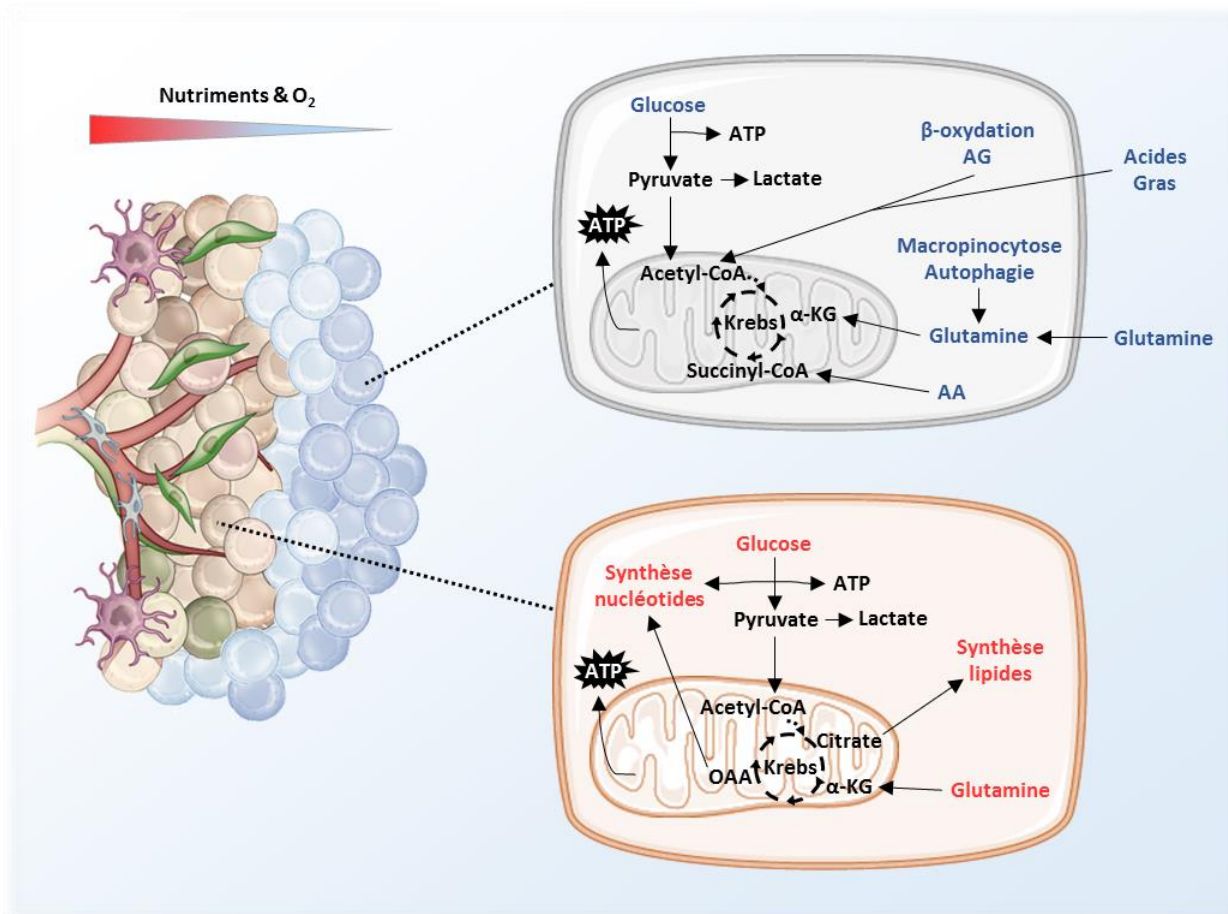 Nutriments & O2
Glucose
ATP
Pyruvate
Lactate
β-oxydation
AG
Acides
Gras
ATP
Acetyl-CoA
Macropinocytose
Autophagie
Krebs
α-KG
Glutamine
Glutamine
Succinyl-CoA
AA
Glucose
Synthèse
nucléotides
ATP
Pyruvate
Lactate
Synthèse
lipides
ATP
Acetyl-CoA
Citrate
OAA
Krebs
α-KG
Glutamine